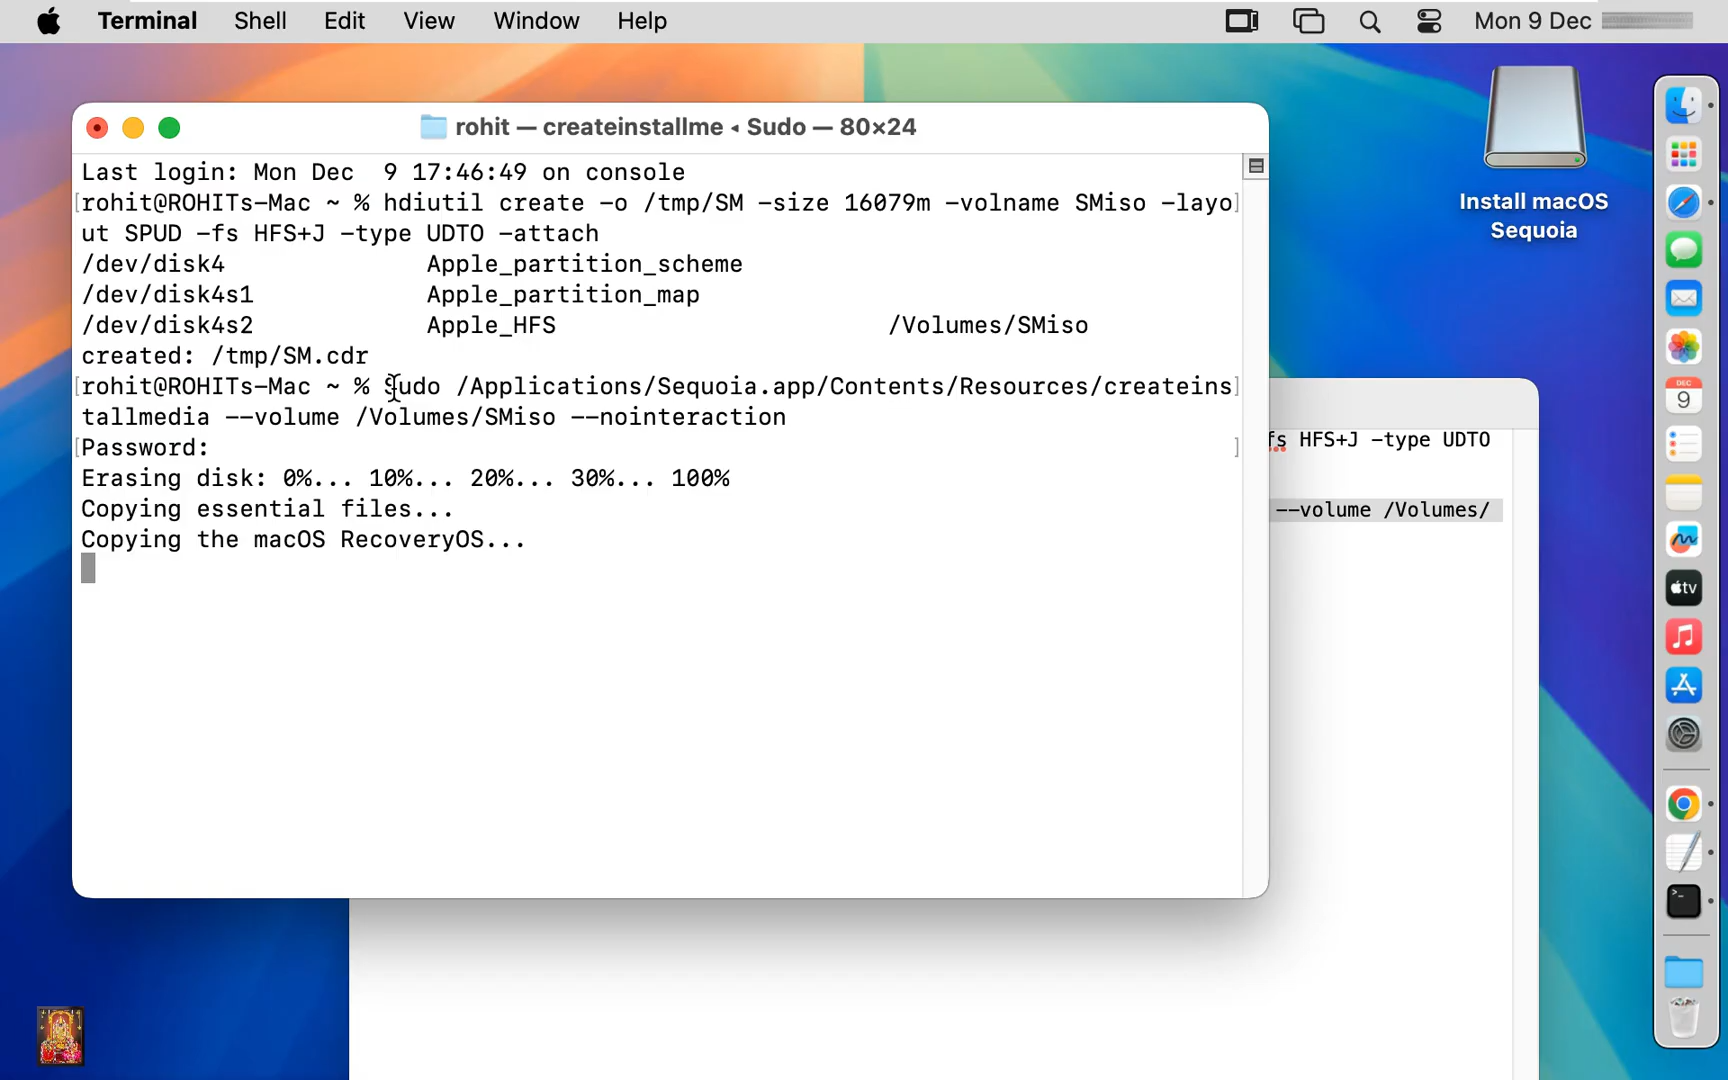 Terminal Shell Edit View Window Help Mon 9 Dec
rohit — createinstallme ◂ Sudo — 80×24
Last login: Mon Dec  9 17:46:49 on console
[rohit@ROHITs-Mac ~ % hdiutil create -o /tmp/SM -size 16079m -volname SMiso -layo]
ut SPUD -fs HFS+J -type UDTO -attach
/dev/disk4 Apple_partition_scheme
/dev/disk4s1 Apple_partition_map
/dev/disk4s2 Apple_HFS /Volumes/SMiso
created: /tmp/SM.cdr
[rohit@ROHITs-Mac ~ % Sudo /Applications/Sequoia.app/Contents/Resources/createins]
tallmedia --volume /Volumes/SMiso --nointeraction
[Password: ]
Erasing disk: 0%... 10%... 20%... 30%... 100%
Copying essential files...
Copying the macOS RecoveryOS...
fs HFS+J -type UDTO
--volume /Volumes/
Install macOS
Sequoia
DEC
9
tv